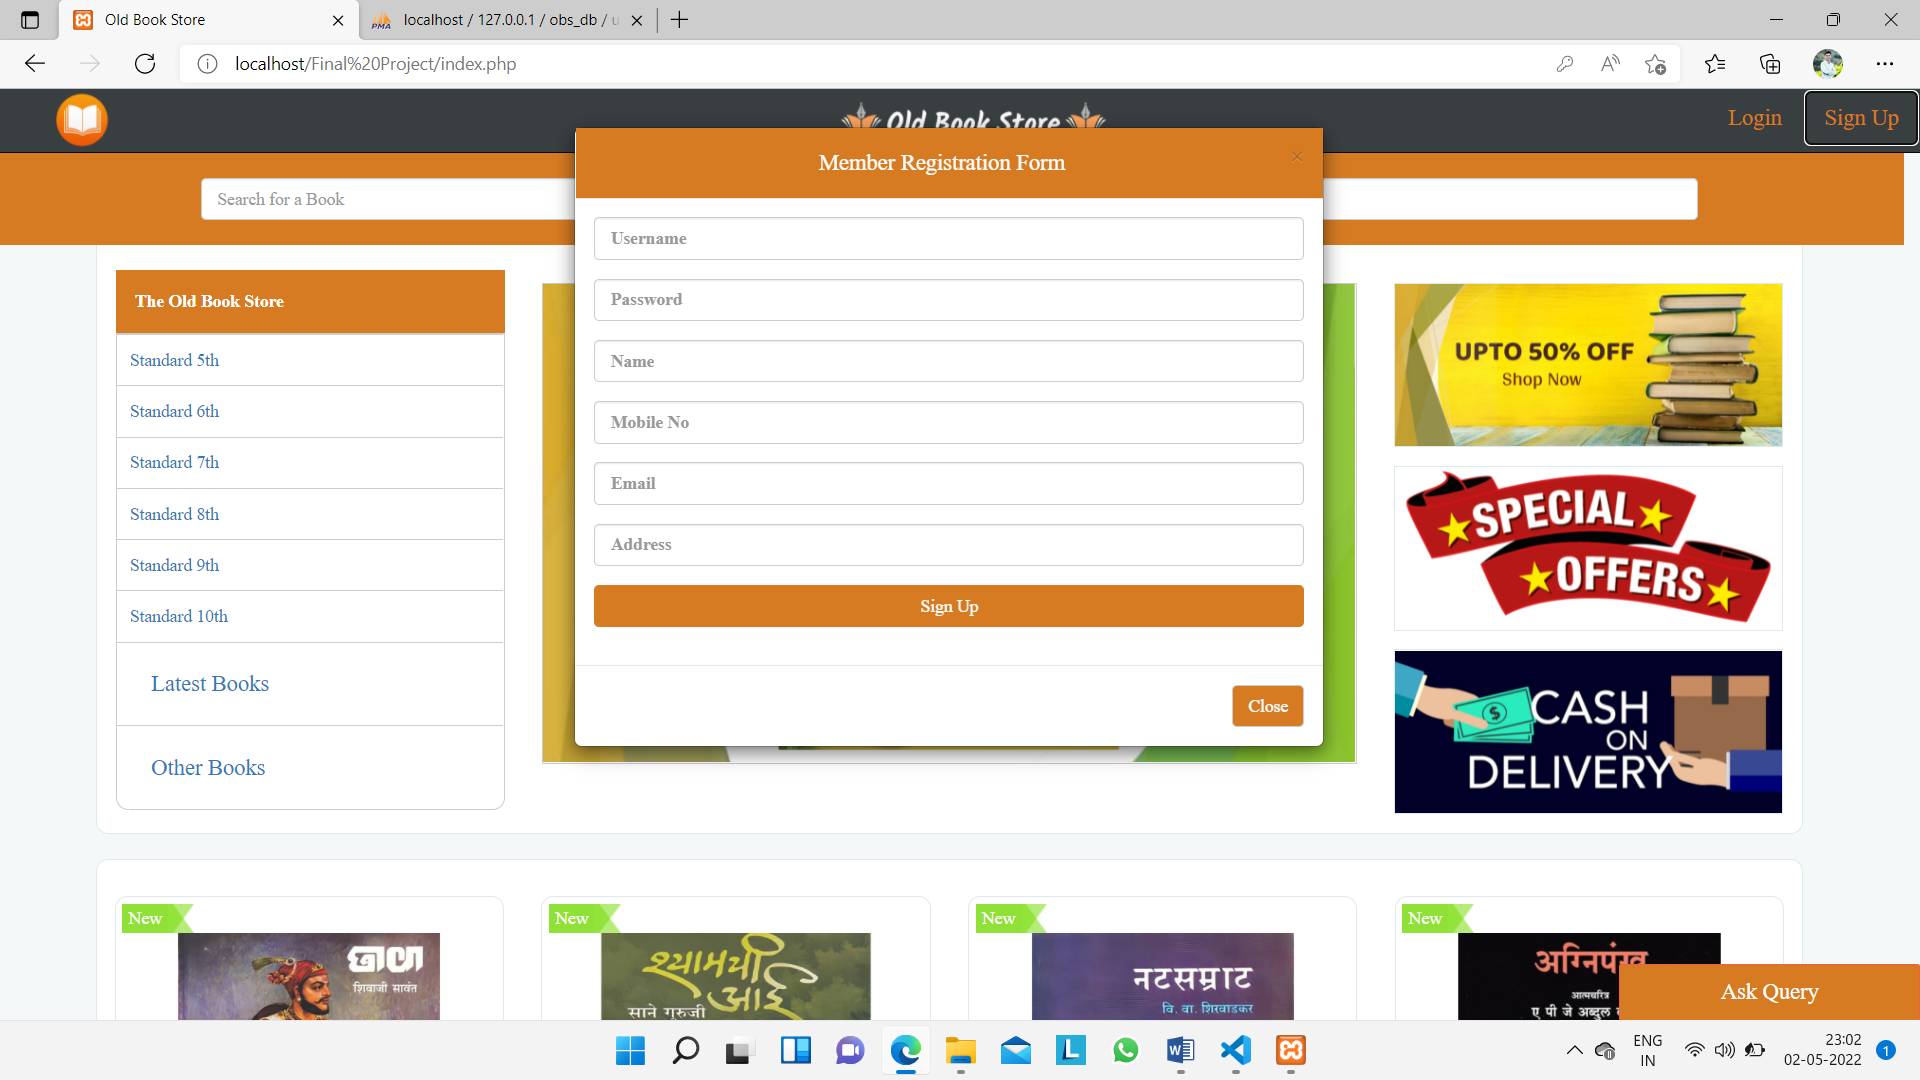 Old Book Store
localhost / 127.0.0.1 / obs_db / u
localhost/Final%20Project/index.php
Old Book Store
Login
Sign Up
Member Registration Form
×
Search for a Book
Username
Password
Name
Mobile No
Email
Address
Sign Up
Close
The Old Book Store
Standard 5th
Standard 6th
Standard 7th
Standard 8th
Standard 9th
Standard 10th
Latest Books
Other Books
UPTO 50% OFF
Shop Now
SPECIAL
OFFERS
CASH
ON
DELIVERY
New
छावा
शिवाजी सावंत
New
श्यामची
आई
साने गुरुजी
New
नटसम्राट
वि. वा. शिरवाडकर
New
अग्निपंख
आत्मचरित्र
ए पी जे अब्दुल
Ask Query
ENG
IN
23:02
02-05-2022
1